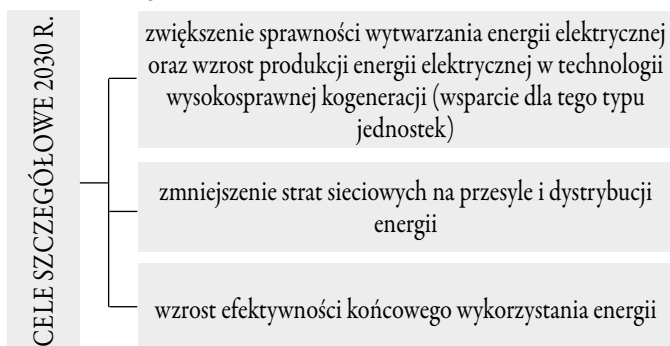 CELE SZCZEGÓŁOWE 2030 R.
zwiększenie sprawności wytwarzania energii elektrycznej
oraz wzrost produkcji energii elektrycznej w technologii
wysokosprawnej kogeneracji (wsparcie dla tego typu
jednostek)
zmniejszenie strat sieciowych na przesyle i dystrybucji
energii
wzrost efektywności końcowego wykorzystania energii